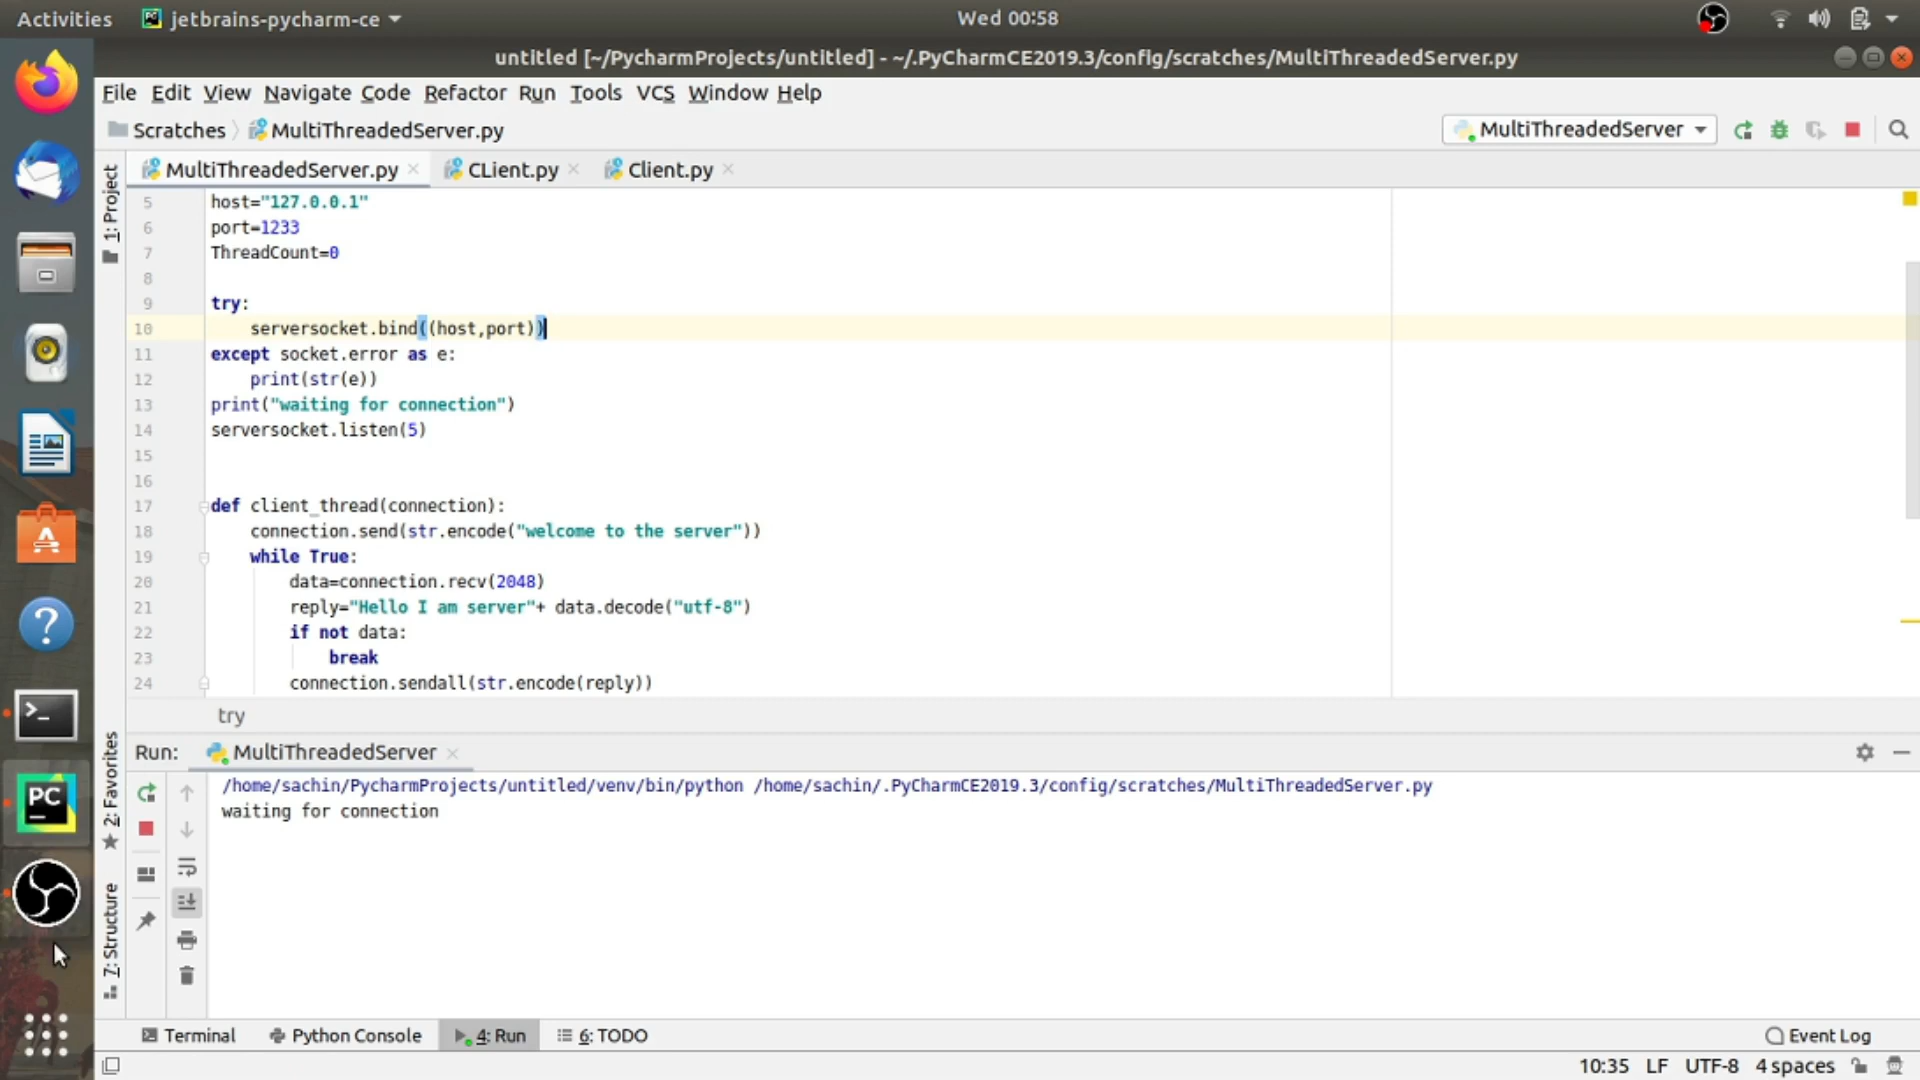 Activities
jetbrains-pycharm-ce
Wed 00:58
untitled [~/PycharmProjects/untitled] - ~/.PyCharmCE2019.3/config/scratches/MultiThreadedServer.py
File Edit View Navigate Code Refactor Run Tools VCS Window Help
Scratches MultiThreadedServer.py
MultiThreadedServer
MultiThreadedServer.py CLient.py Client.py
1: Project
5 host="127.0.0.1"
6 port=1233
7 ThreadCount=0
8
9 try:
10 serversocket.bind((host,port))
11 except socket.error as e:
12 print(str(e))
13 print("waiting for connection")
14 serversocket.listen(5)
15
16
17 def client_thread(connection):
18 connection.send(str.encode("welcome to the server"))
19 while True:
20 data=connection.recv(2048)
21 reply="Hello I am server"+ data.decode("utf-8")
22 if not data:
23 break
24 connection.sendall(str.encode(reply))
try
2: Favorites
7: Structure
Run: MultiThreadedServer
/home/sachin/PycharmProjects/untitled/venv/bin/python /home/sachin/.PyCharmCE2019.3/config/scratches/MultiThreadedServer.py
waiting for connection
Terminal Python Console 4: Run 6: TODO Event Log
10:35 LF UTF-8 4 spaces
PC